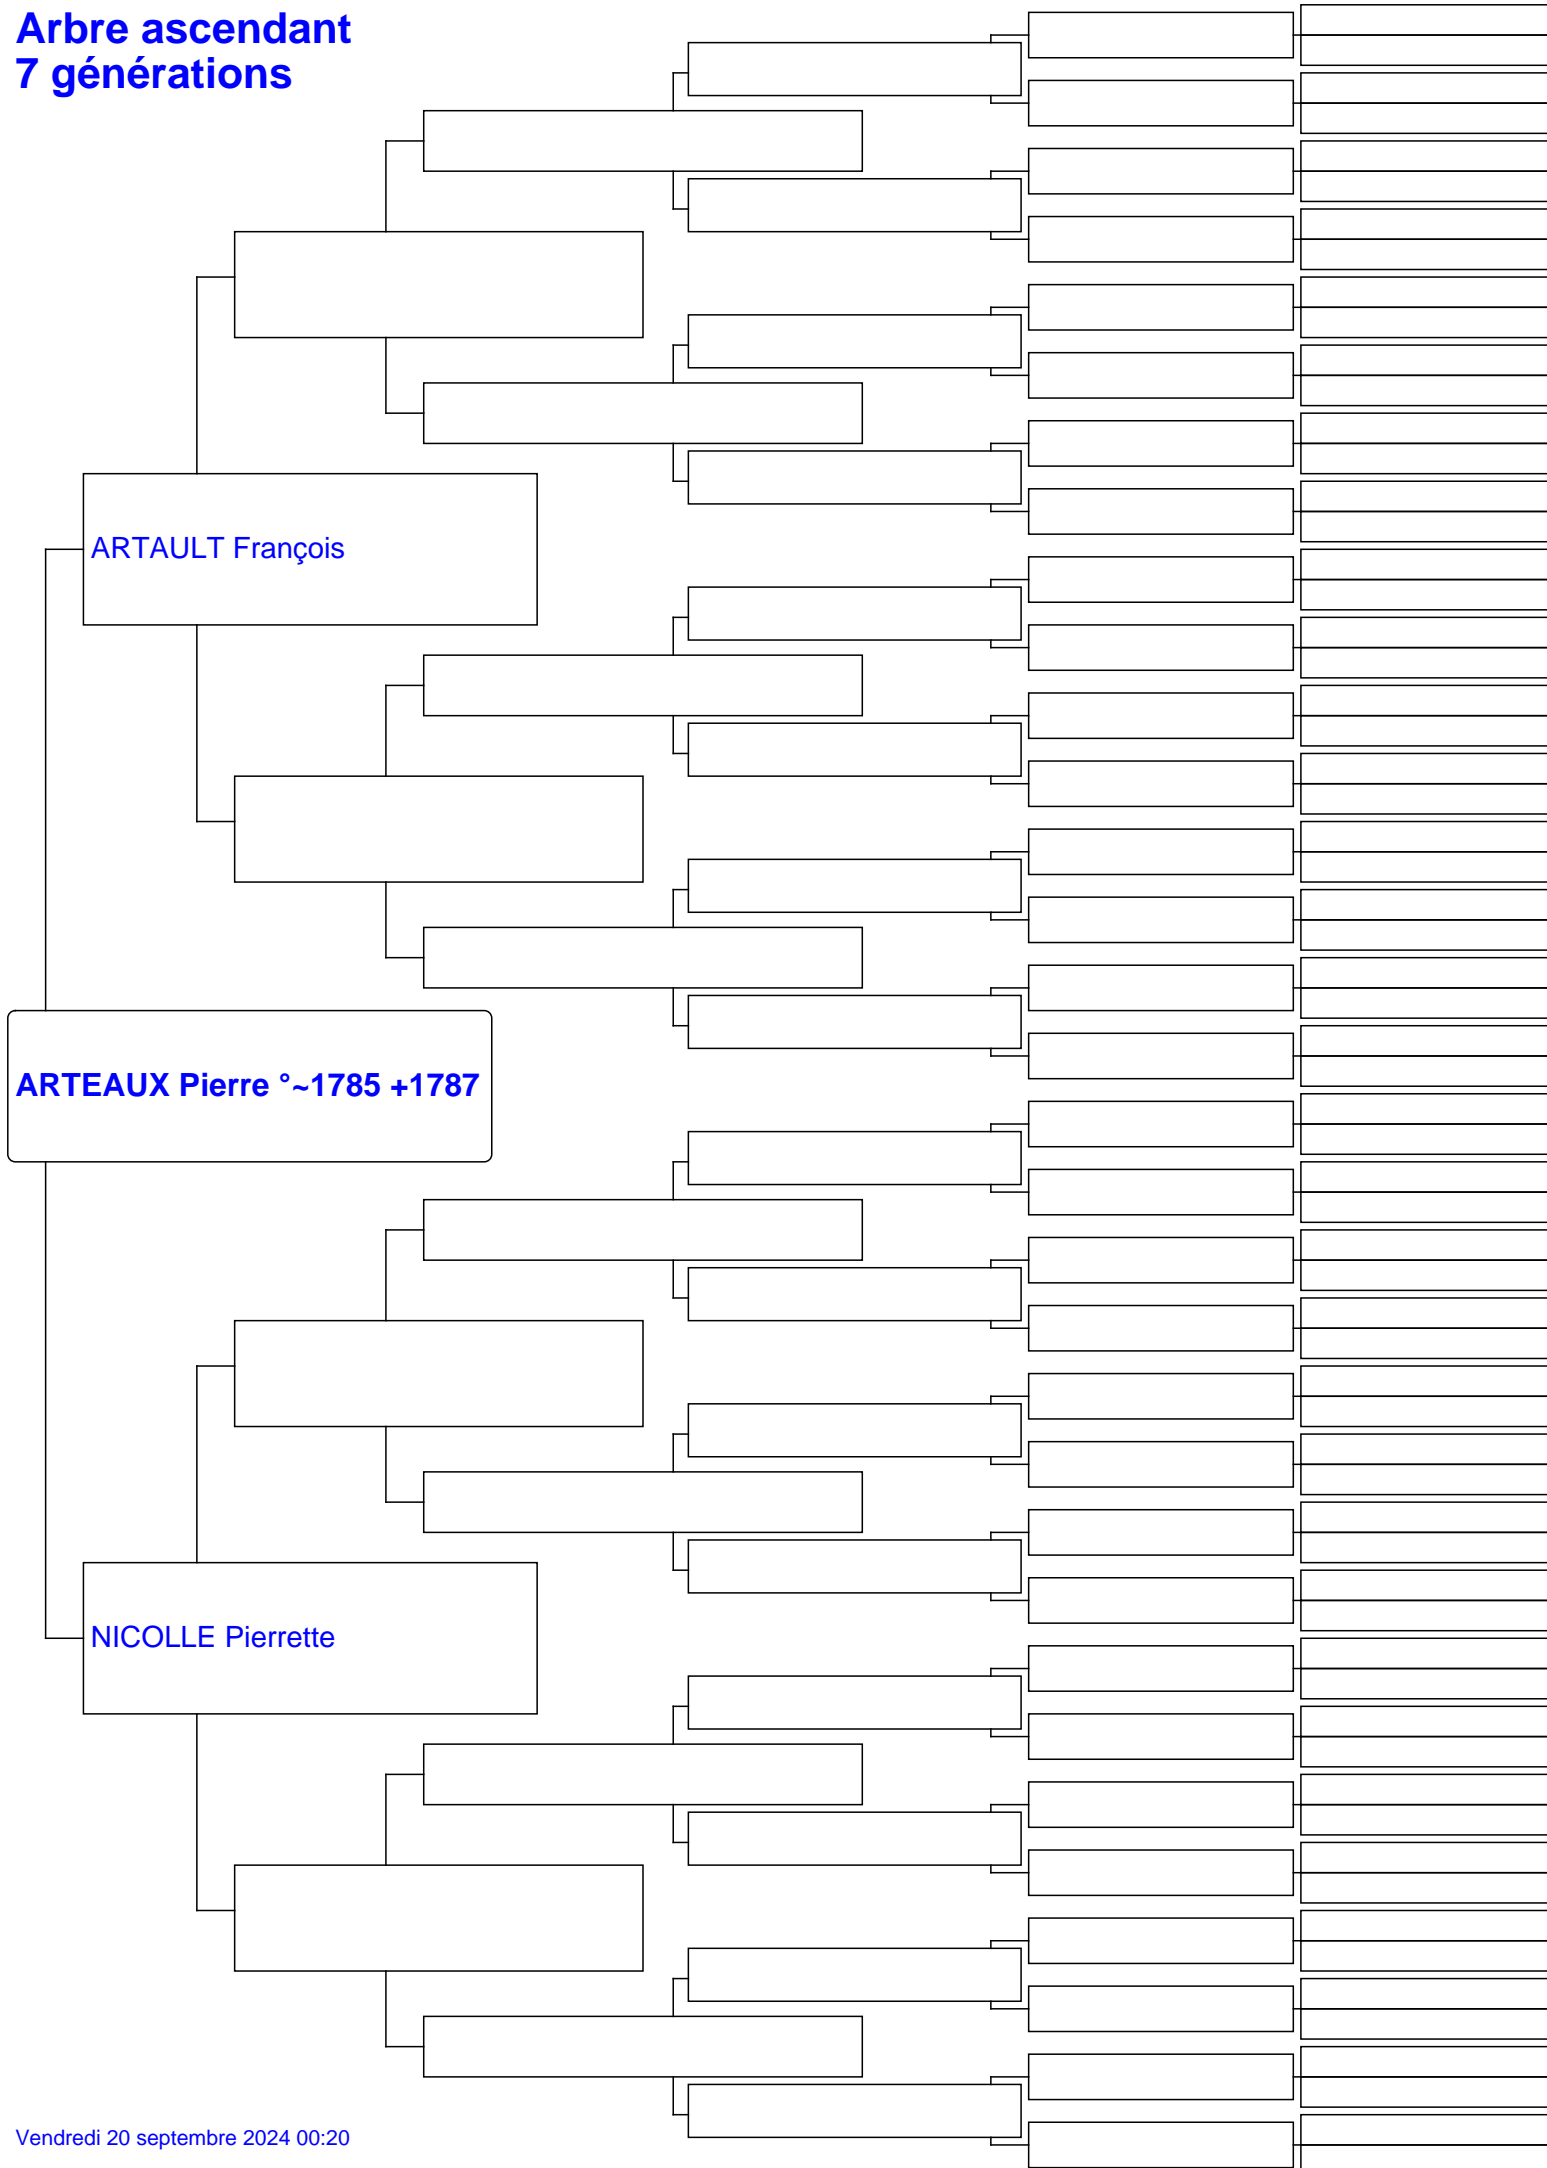 Arbre ascendant
7 générations
ARTAULT François
ARTEAUX Pierre °~1785 +1787
NICOLLE Pierrette
Vendredi 20 septembre 2024 00:20